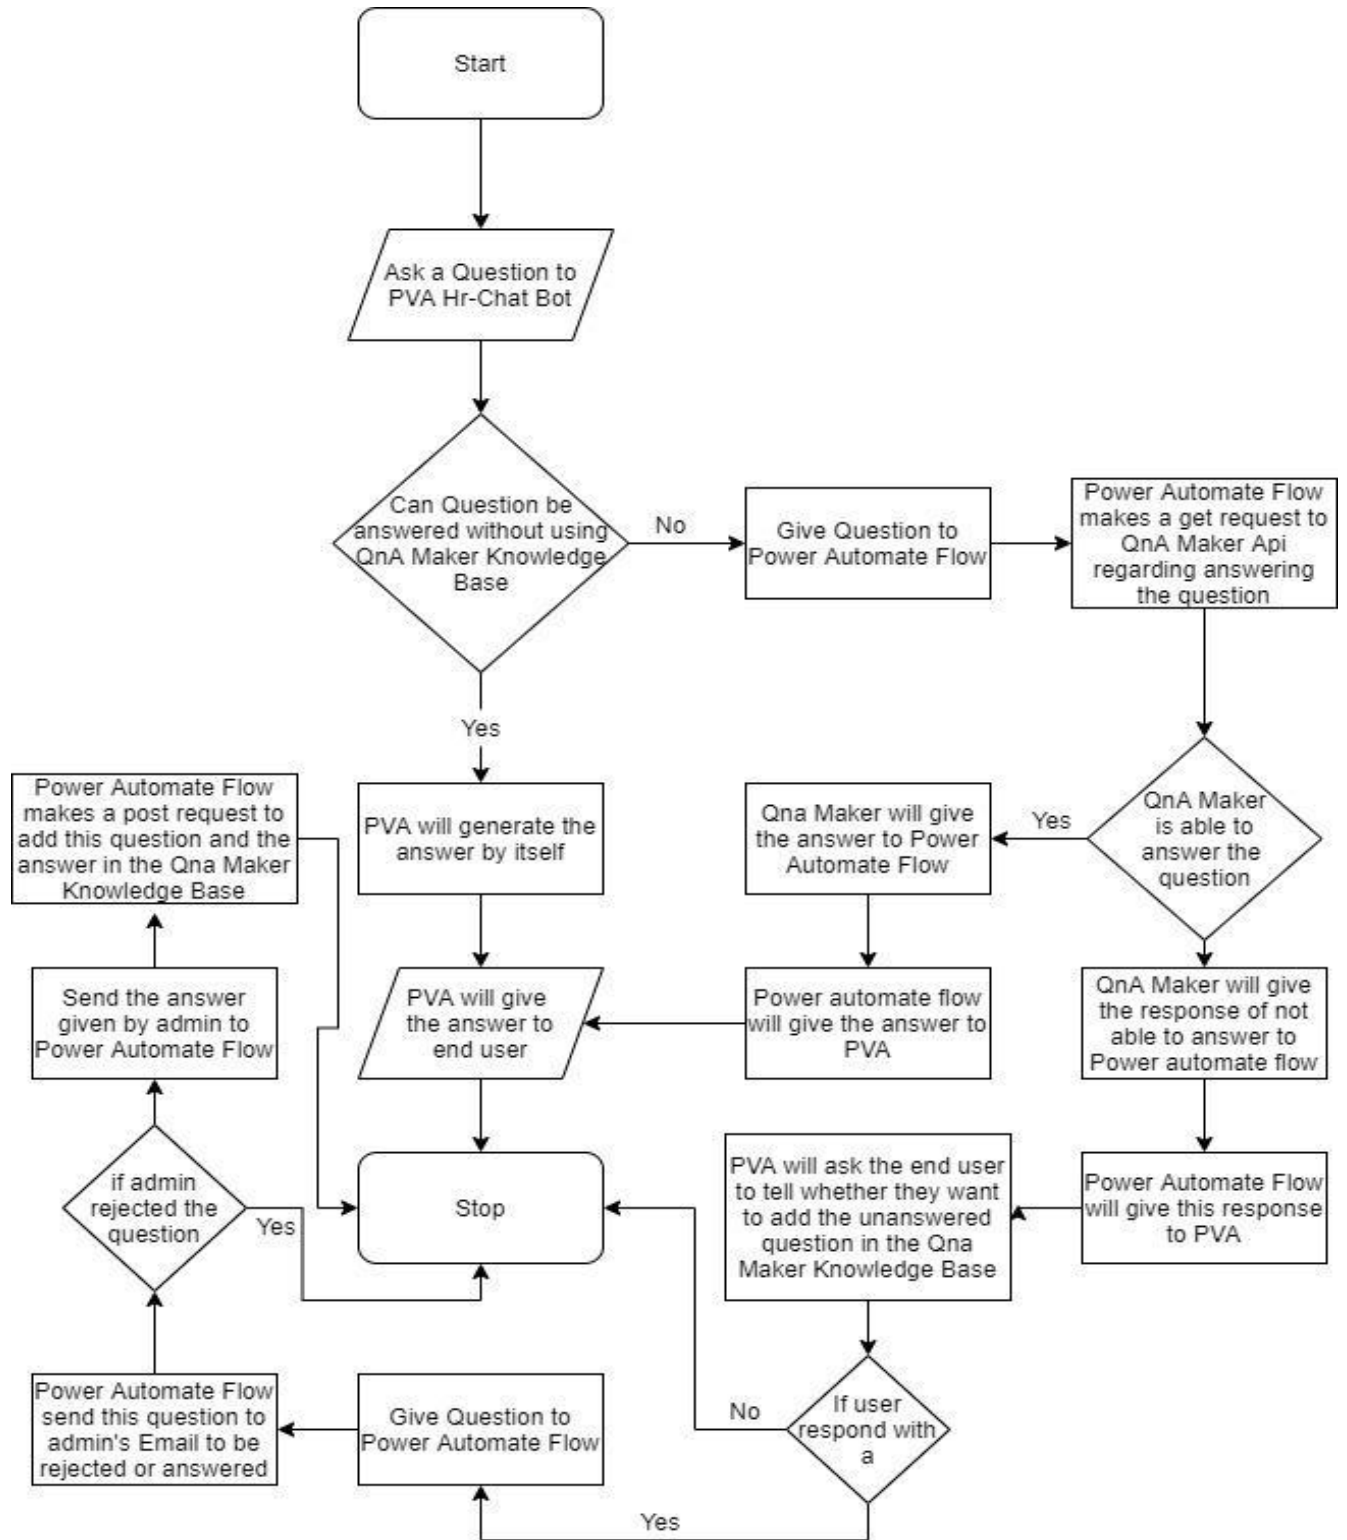 Start
Ask a Question to
PVA Hr-Chat Bot
Can Question be
answered without using
QnA Maker Knowledge
Base
No
Give Question to
Power Automate Flow
Power Automate Flow
makes a get request to
QnA Maker Api
regarding answering
the question
Yes
Power Automate Flow
makes a post request to
add this question and the
answer in the Qna Maker
Knowledge Base
PVA will generate the
answer by itself
Qna Maker will give
the answer to Power
Automate Flow
Yes
QnA Maker
is able to
answer the
question
Send the answer
given by admin to
Power Automate Flow
PVA will give
the answer to
end user
Power automate flow
will give the answer to
PVA
QnA Maker will give
the response of not
able to answer to
Power automate flow
if admin
rejected the
question
Yes
Stop
PVA will ask the end user
to tell whether they want
to add the unanswered
question in the Qna
Maker Knowledge Base
Power Automate Flow
will give this response
to PVA
Power Automate Flow
send this question to
admin's Email to be
rejected or answered
Give Question to
Power Automate Flow
No
If user
respond with
a
Yes